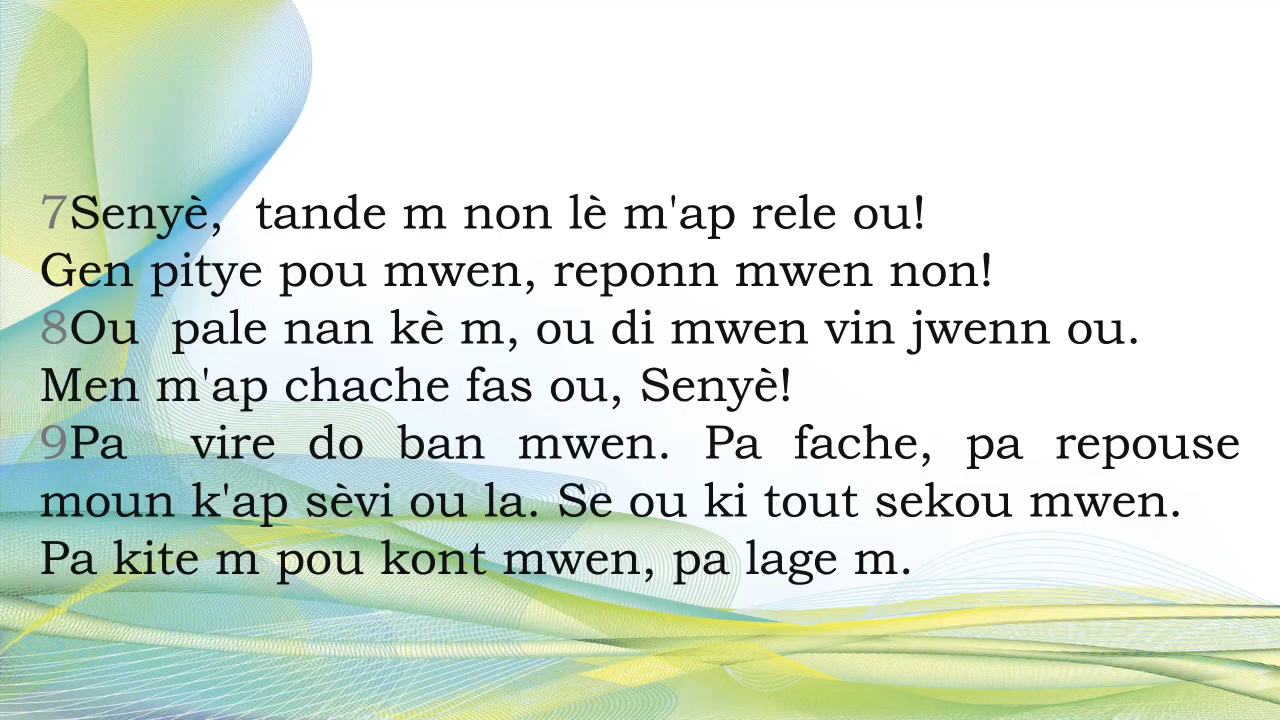 7Senyè, tande m non lè m'ap rele ou!
Gen pitye pou mwen, reponn mwen non!
8Ou pale nan kè m, ou di mwen vin jwenn ou.
Men m'ap chache fas ou, Senyè!
9Pa vire do ban mwen. Pa fache, pa repouse
moun k'ap sèvi ou la. Se ou ki tout sekou mwen.
Pa kite m pou kont mwen, pa lage m.